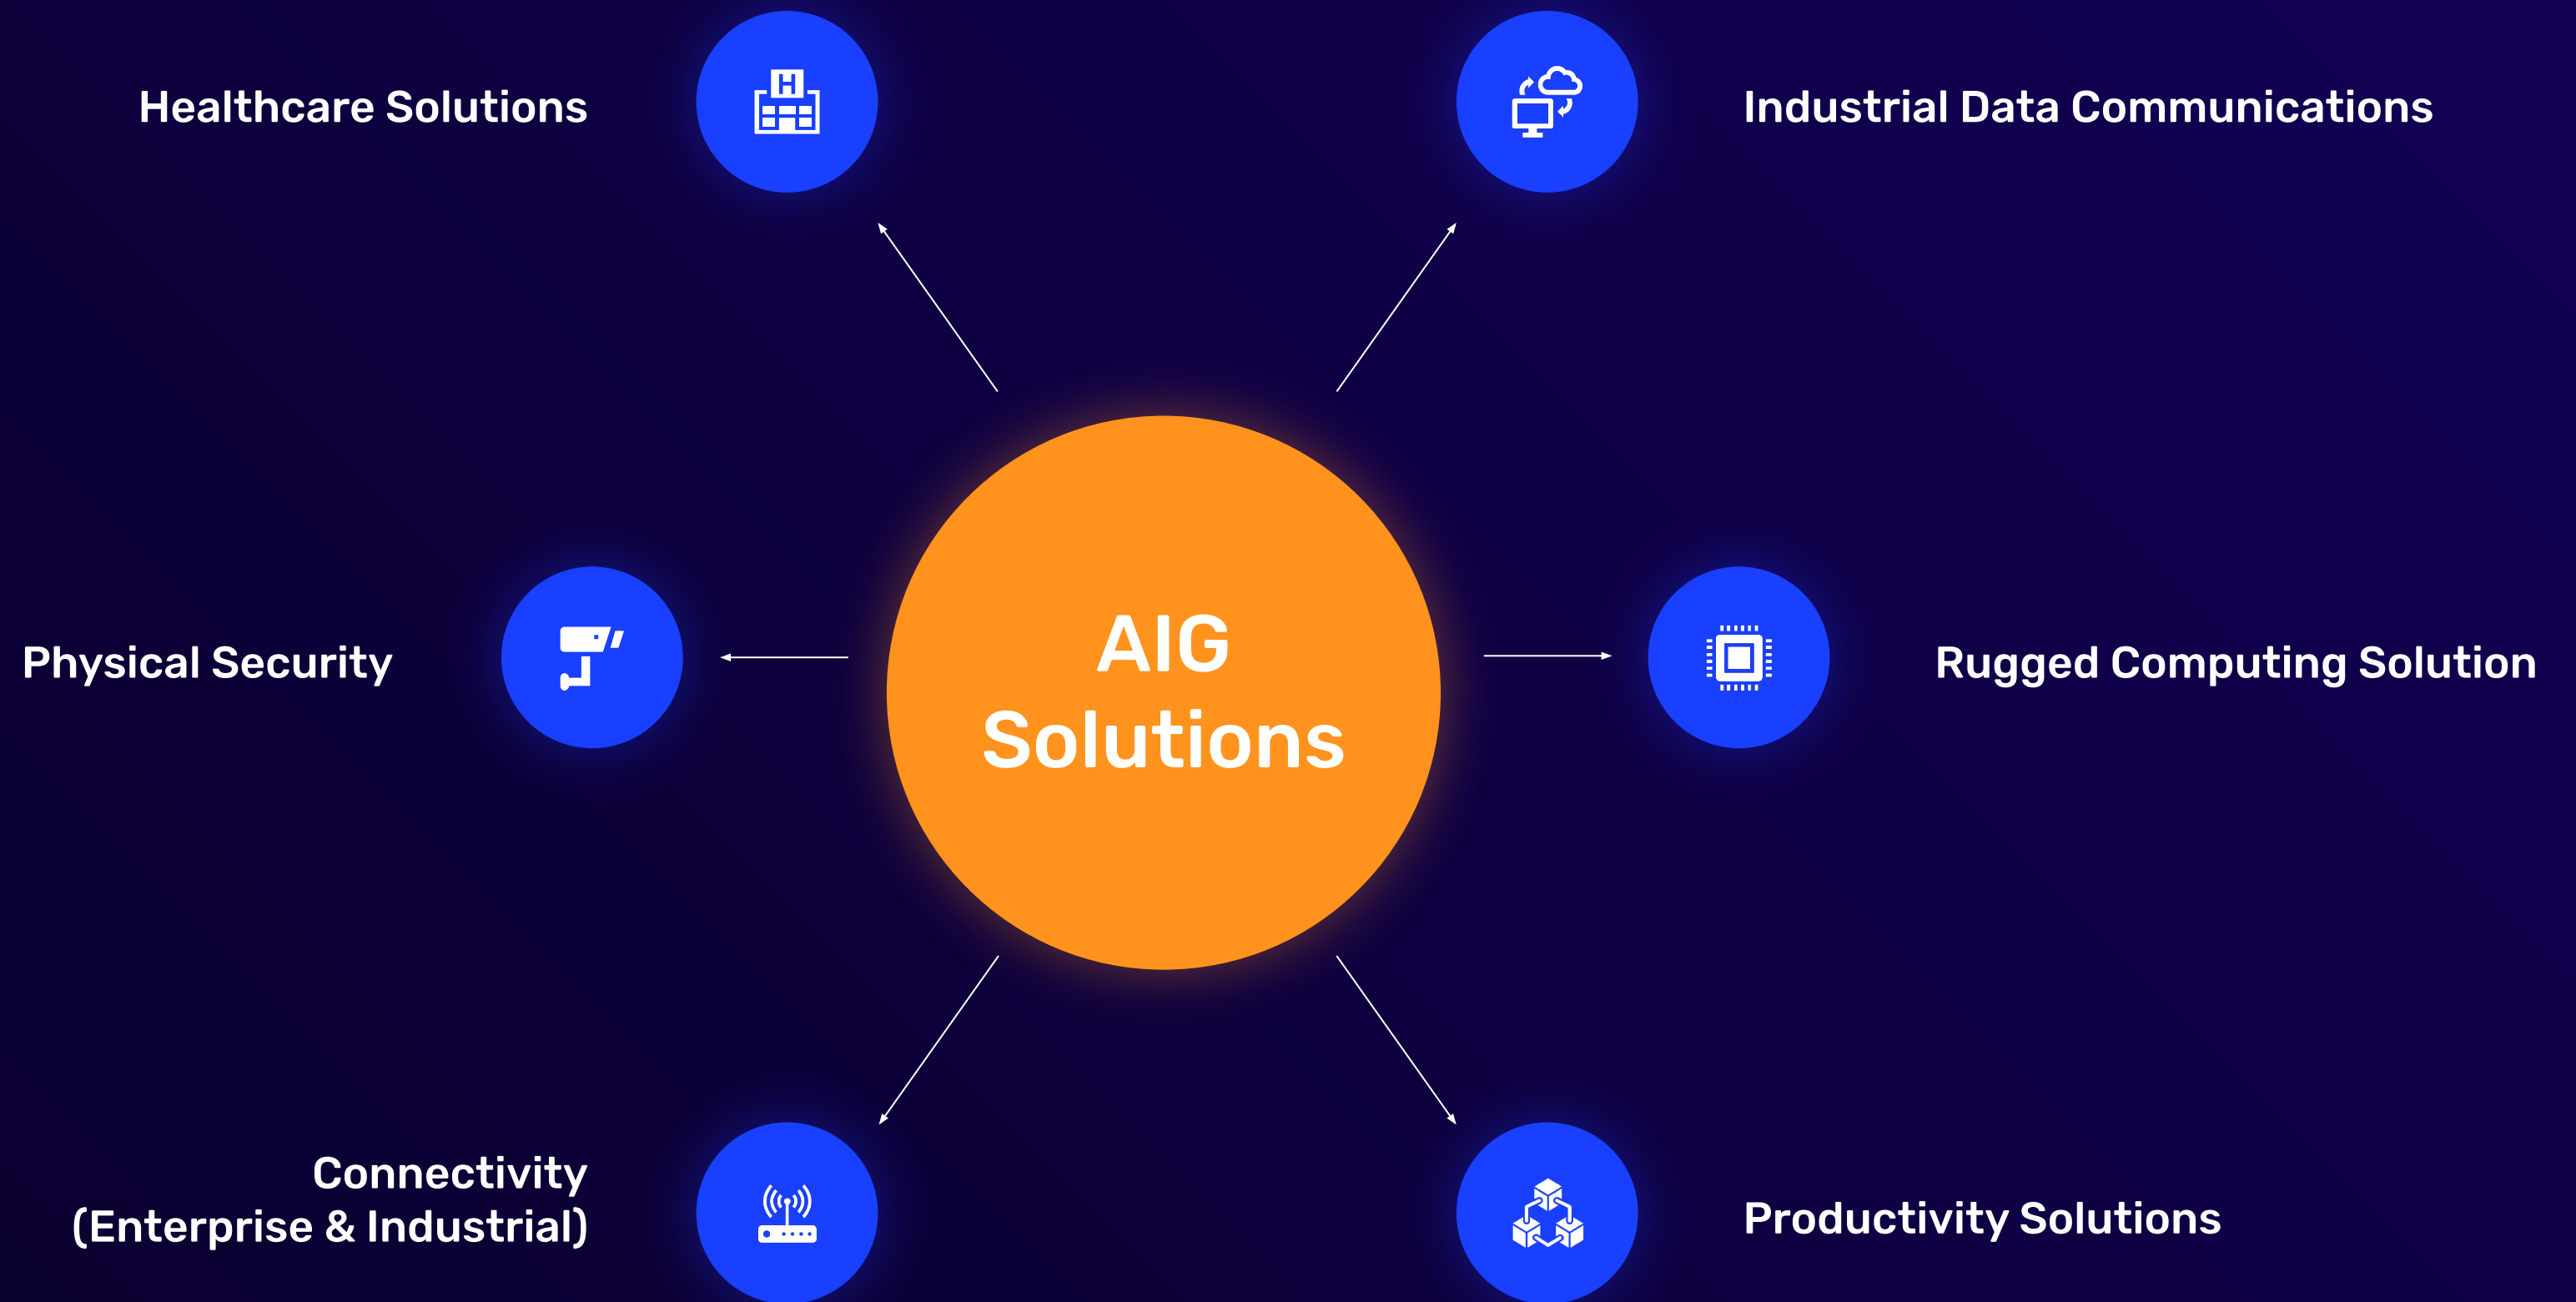 Healthcare Solutions
Industrial Data Communications
AIG
Solutions
Physical Security
Rugged Computing Solution
Connectivity
(Enterprise & Industrial)
Productivity Solutions